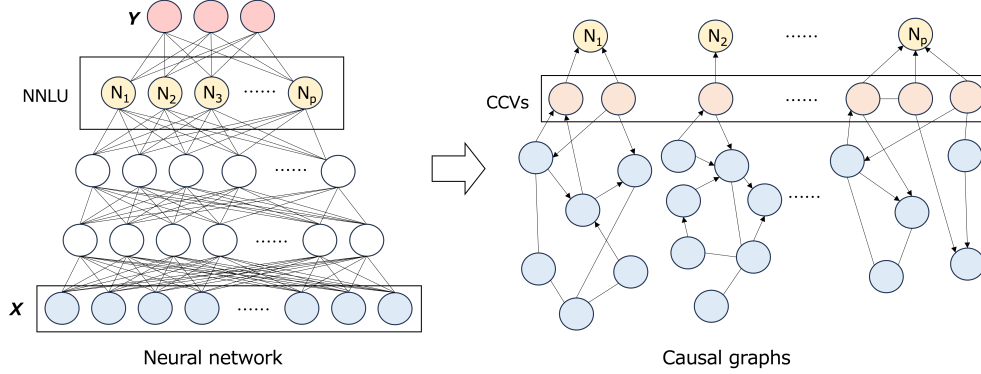 Y
NNLU
N1 N2 N3 ...... Np
......
......
X
......
Neural network
N1 N2 ...... Np
CCVs
......
......
Causal graphs